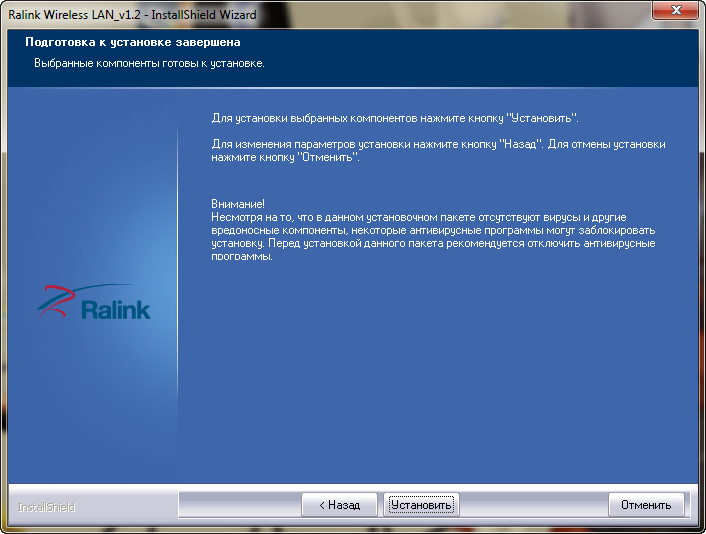 Ralink Wireless LAN_v1.2 - InstallShield Wizard
Подготовка к установке завершена
Выбранные компоненты готовы к установке.
Для установки выбранных компонентов нажмите кнопку "Установить".
Для изменения параметров установки нажмите кнопку "Назад". Для отмены установки
нажмите кнопку "Отменить".
Внимание!
Несмотря на то, что в данном установочном пакете отсутствуют вирусы и другие
вредоносные компоненты, некоторые антивирусные программы могут заблокировать
установку. Перед установкой данного пакета рекомендуется отключить антивирусные
программы.
Ralink
InstallShield
< Назад
Установить
Отменить